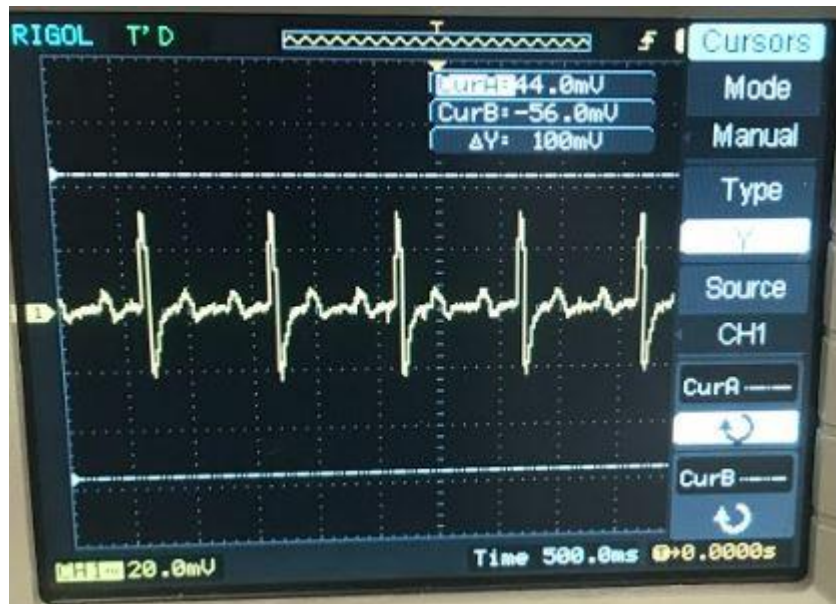 RIGOL T'D T
Cursors
CurA:44.0mV
CurB:-56.0mV
ΔY: 100mV
Mode
Manual
Type
Y
Source
CH1
1
CurA
CurB
CH1 20.0mV Time 500.0ms T→0.0000s